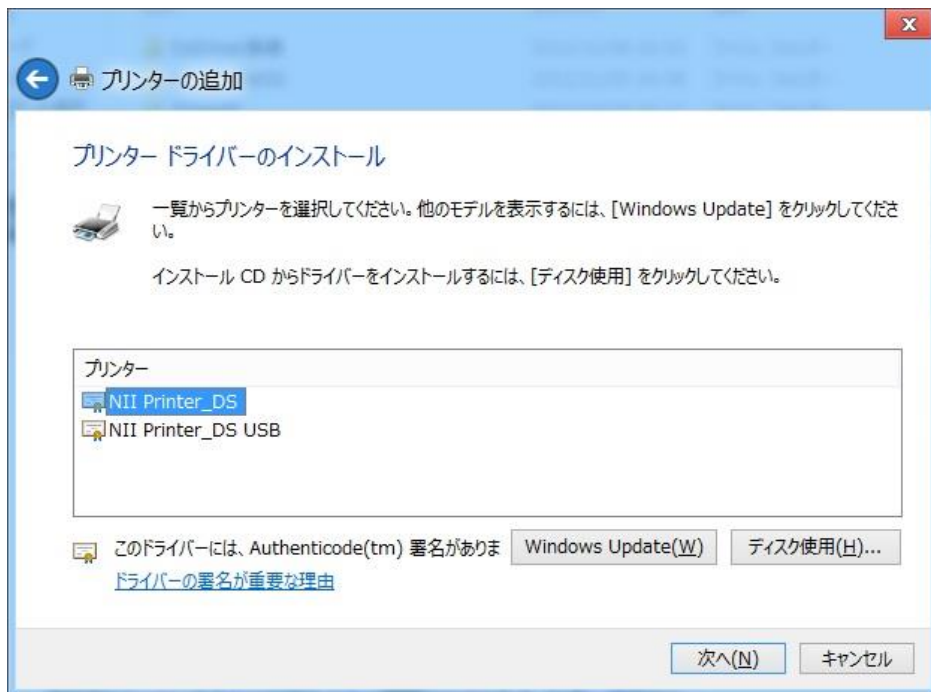 x
プリンターの追加
プリンター ドライバーのインストール
一覧からプリンターを選択してください。他のモデルを表示するには、[Windows Update] をクリックしてくださ
い。
インストール CD からドライバーをインストールするには、[ディスク使用] をクリックしてください。
プリンター
NII Printer_DS
NII Printer_DS USB
このドライバーには、Authenticode(tm) 署名がありま
Windows Update(W)
ディスク使用(H)...
ドライバーの署名が重要な理由
次へ(N)
キャンセル